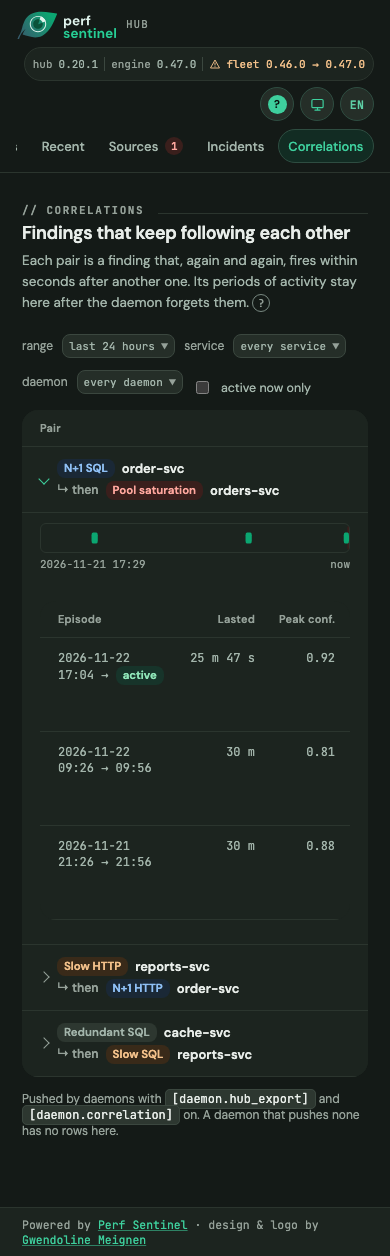 perf
sentinel HUB
hub 0.20.1 engine 0.47.0 ⚠ fleet 0.46.0 → 0.47.0
? EN
s Recent Sources 1 Incidents Correlations
// CORRELATIONS
Findings that keep following each other
Each pair is a finding that, again and again, fires within
seconds after another one. Its periods of activity stay
here after the daemon forgets them. ?
range last 24 hours ▼ service every service ▼
daemon every daemon ▼ active now only
Pair
N+1 SQL order-svc
↳ then Pool saturation orders-svc
2026-11-21 17:29 now
Episode Lasted Peak conf.
2026-11-22 25 m 47 s 0.92
17:04 → active
2026-11-22 30 m 0.81
09:26 → 09:56
2026-11-21 30 m 0.88
21:26 → 21:56
Slow HTTP reports-svc
↳ then N+1 HTTP order-svc
Redundant SQL cache-svc
↳ then Slow SQL reports-svc
Pushed by daemons with [daemon.hub_export] and
[daemon.correlation] on. A daemon that pushes none
has no rows here.
Powered by Perf Sentinel · design & logo by
Gwendoline Meignen